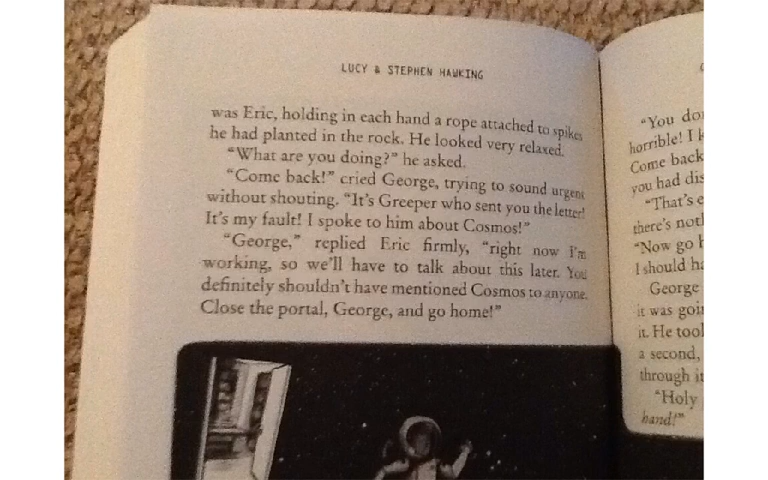 LUCY & STEPHEN HAWKING
was Eric, holding in each hand a rope attached to spikes
he had planted in the rock. He looked very relaxed.
“What are you doing?” he asked.
“Come back!” cried George, trying to sound urgent
without shouting. “It’s Greeper who sent you the letter!
It’s my fault! I spoke to him about Cosmos!”
“George,” replied Eric firmly, “right now I’m
working, so we’ll have to talk about this later. You
definitely shouldn’t have mentioned Cosmos to anyone.
Close the portal, George, and go home!”
“You
horrible! I
Come back
you had
“That’s
there’s
“Now go
I should
George
it was
it. He
a second,
through
“Holy
hand!”